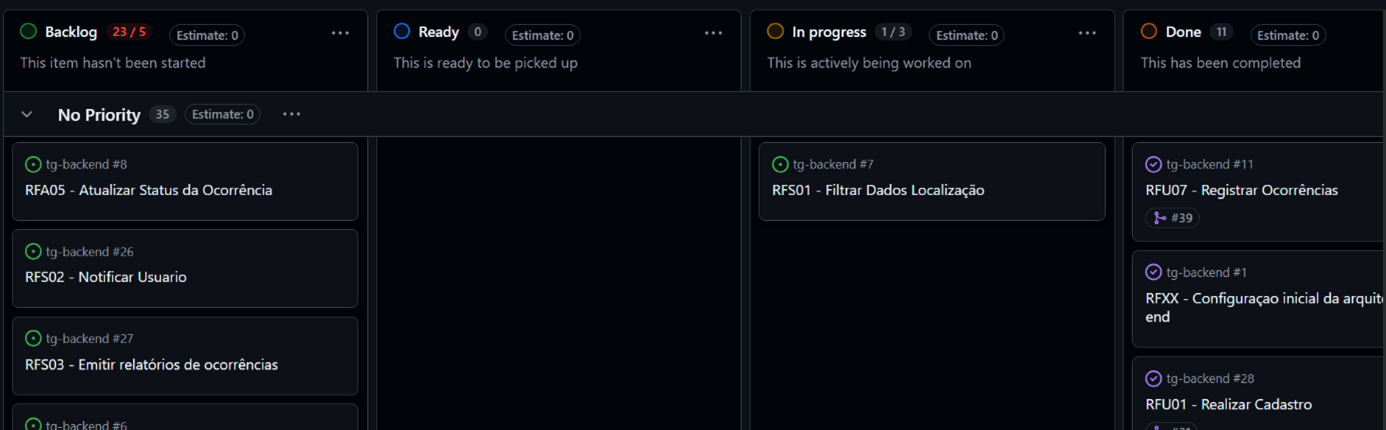 Backlog 23 / 5 Estimate: 0 ...
This item hasn't been started
Ready 0 Estimate: 0 ...
This is ready to be picked up
In progress 1 / 3 Estimate: 0 ...
This is actively being worked on
Done 11 Estimate: 0
This has been completed
No Priority 35 Estimate: 0 ...
tg-backend #8
RFA05 - Atualizar Status da Ocorrência
tg-backend #26
RFS02 - Notificar Usuario
tg-backend #27
RFS03 - Emitir relatórios de ocorrências
tg-backend #6
tg-backend #7
RFS01 - Filtrar Dados Localização
tg-backend #11
RFU07 - Registrar Ocorrências
#39
tg-backend #1
RFXX - Configuraçao inicial da arquite
end
tg-backend #28
RFU01 - Realizar Cadastro